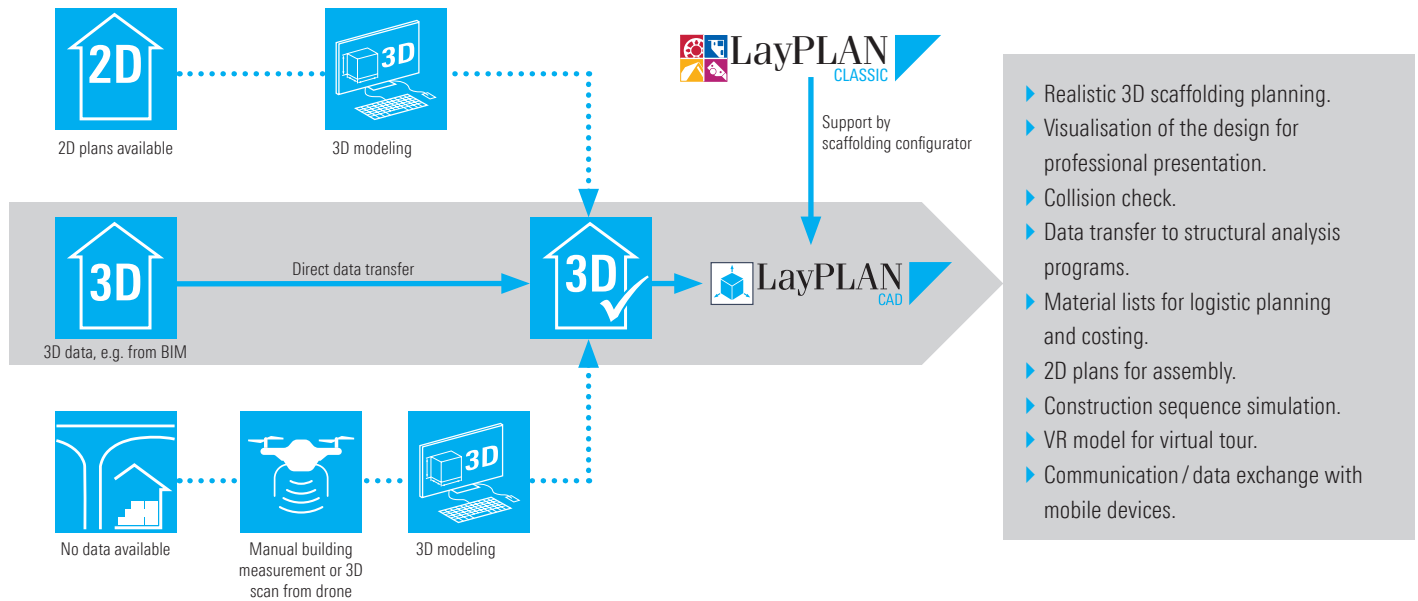 2D
3D
2D plans available
3D modeling
LayPLAN
CLASSIC
Support by
scaffolding configurator
3D
Direct data transfer
3D
LayPLAN
CAD
3D data, e.g. from BIM
3D
No data available
Manual building
measurement or 3D
scan from drone
3D modeling
Realistic 3D scaffolding planning.
Visualisation of the design for
professional presentation.
Collision check.
Data transfer to structural analysis
programs.
Material lists for logistic planning
and costing.
2D plans for assembly.
Construction sequence simulation.
VR model for virtual tour.
Communication / data exchange with
mobile devices.